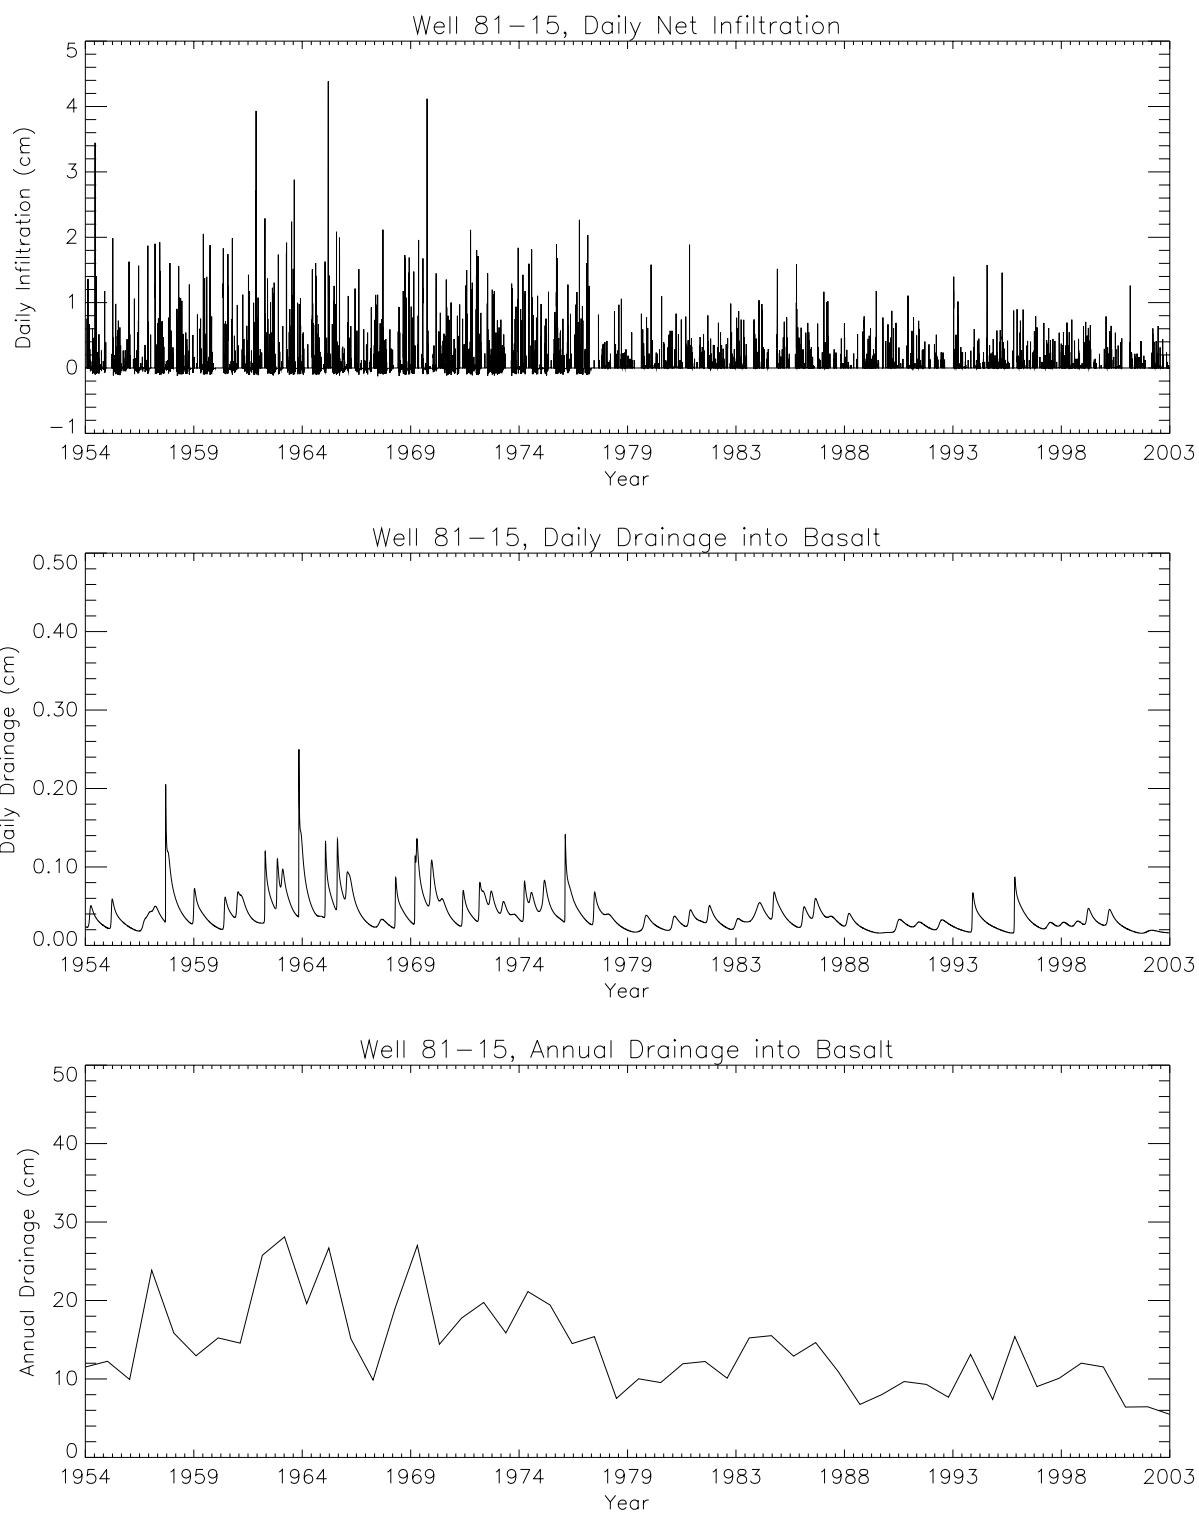 Well 81-15, Daily Net Infiltration
5
4
3
2
1
0
-1
Daily Infiltration (cm)
1954 1959 1964 1969 1974 1979 1983 1988 1993 1998 2003
Year
Well 81-15, Daily Drainage into Basalt
0.50
0.40
0.30
0.20
0.10
0.00
Daily Drainage (cm)
1954 1959 1964 1969 1974 1979 1983 1988 1993 1998 2003
Year
Well 81-15, Annual Drainage into Basalt
50
40
30
20
10
0
Annual Drainage (cm)
1954 1959 1964 1969 1974 1979 1983 1988 1993 1998 2003
Year